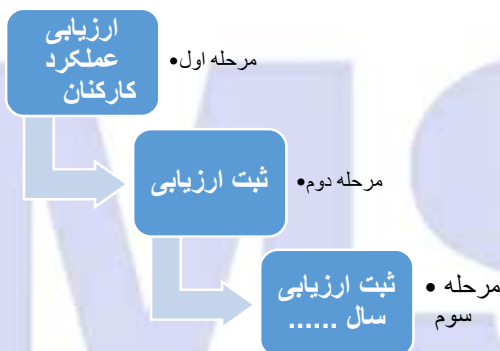 ارزیابی
عملکرد
کارکنان
•مرحله اول
ثبت ارزیابی
•مرحله دوم
ثبت ارزیابی
سال ......
• مرحله
سوم